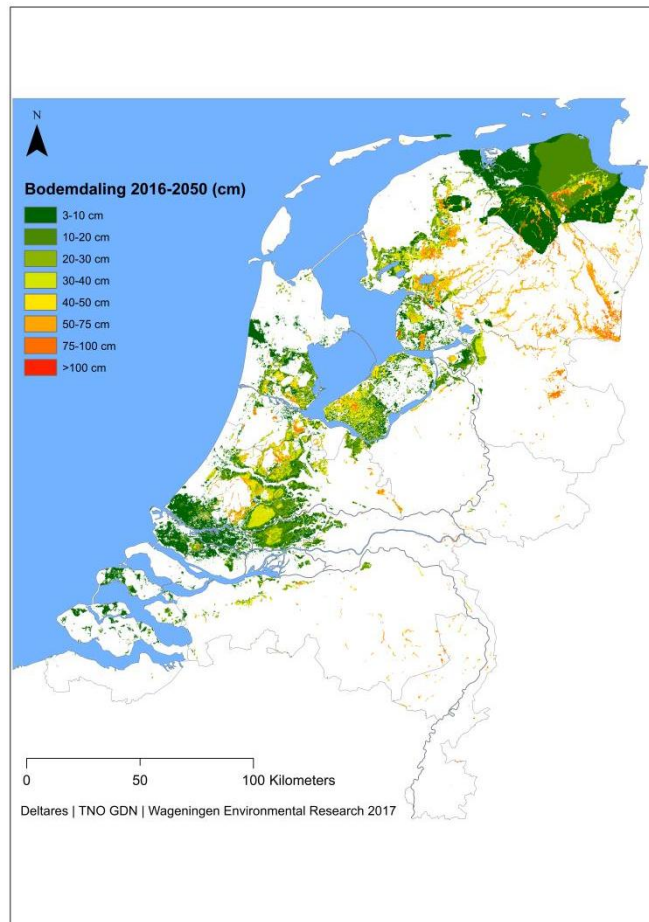 N
Bodemdaling 2016-2050 (cm)
3-10 cm
10-20 cm
20-30 cm
30-40 cm
40-50 cm
50-75 cm
75-100 cm
>100 cm
0 50 100 Kilometers
Deltares | TNO GDN | Wageningen Environmental Research 2017